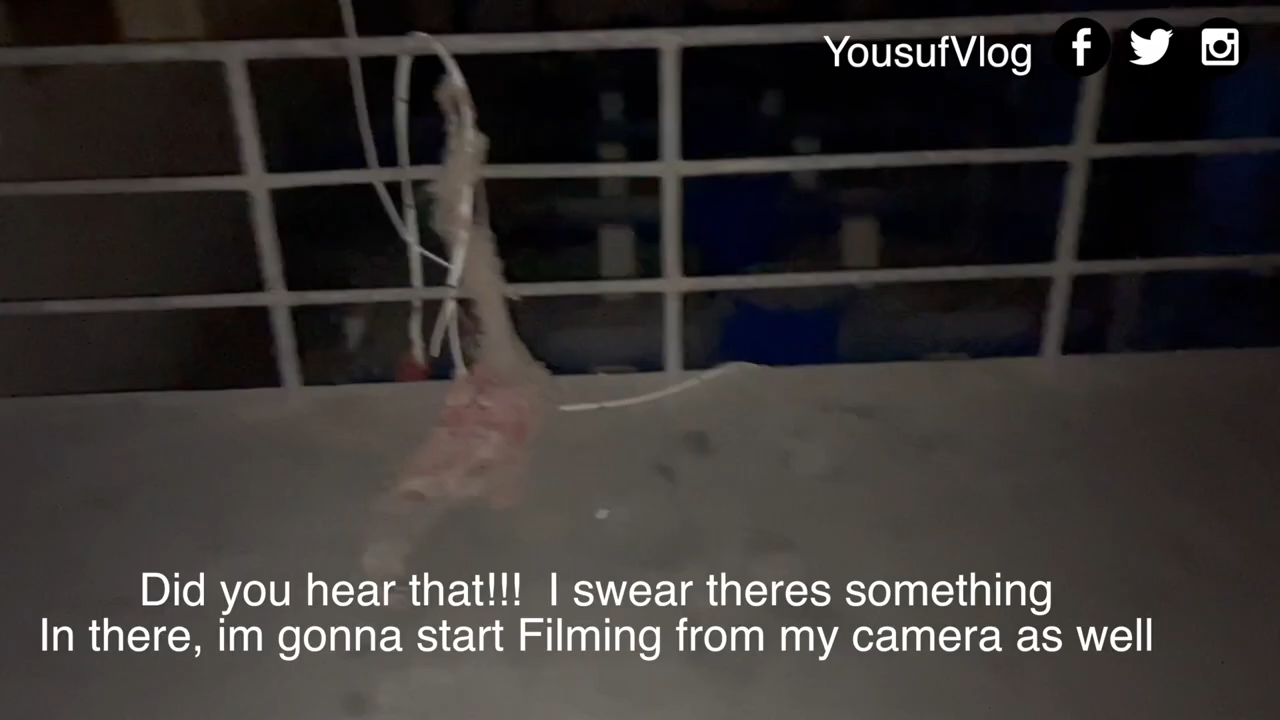 YousufVlog
Did you hear that!!! I swear theres something
In there, im gonna start Filming from my camera as well